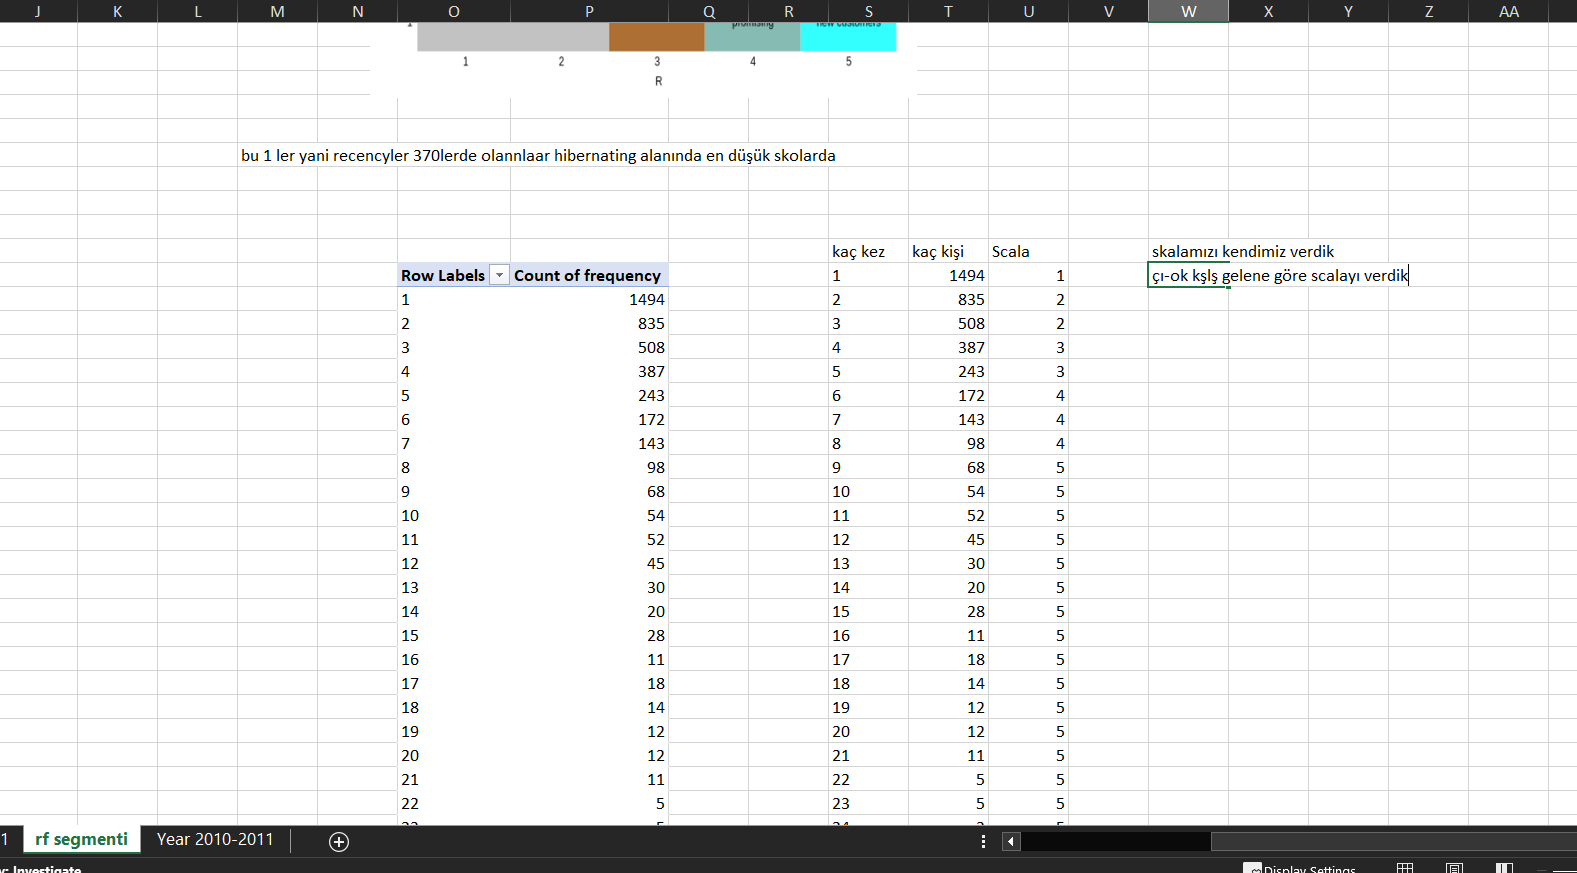 J K L M N O P Q R S T U V W X Y Z AA
1 promising new customers
1 2 3 4 5
R
bu 1 ler yani recencyler 370lerde olannlaar hibernating alanında en düşük skolarda
kaç kez kaç kişi Scala skalamızı kendimiz verdik
Row Labels Count of frequency 1 1494 1 çı-ok kşlş gelene göre scalayı verdik
1 1494 2 835 2
2 835 3 508 2
3 508 4 387 3
4 387 5 243 3
5 243 6 172 4
6 172 7 143 4
7 143 8 98 4
8 98 9 68 5
9 68 10 54 5
10 54 11 52 5
11 52 12 45 5
12 45 13 30 5
13 30 14 20 5
14 20 15 28 5
15 28 16 11 5
16 11 17 18 5
17 18 18 14 5
18 14 19 12 5
19 12 20 12 5
20 12 21 11 5
21 11 22 5 5
22 5 23 5 5
1 rf segmenti Year 2010-2011
y: Investigate Display Settings